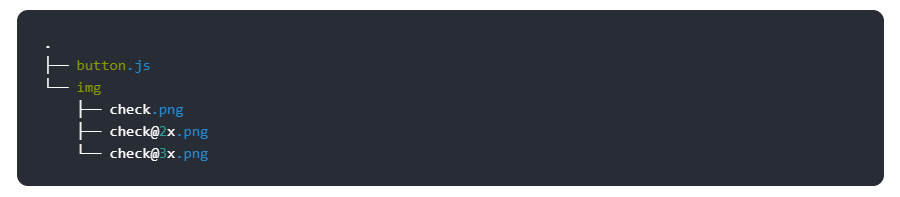 .
├── button.js
└── img
    ├── check.png
    ├── check@2x.png
    └── check@3x.png